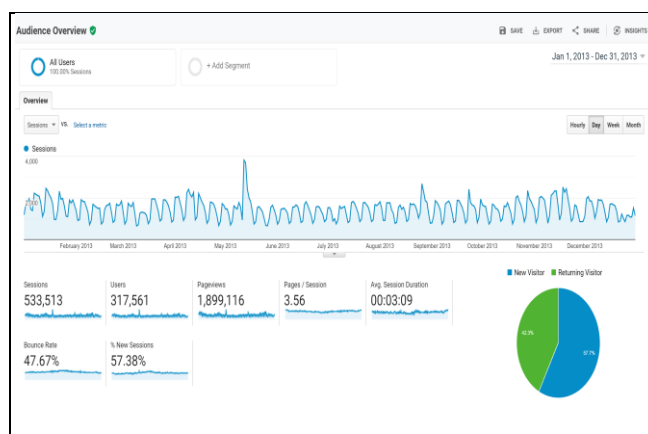 Audience Overview
SAVE EXPORT SHARE INSIGHTS
All Users
100.00% Sessions
+ Add Segment
Jan 1, 2013 - Dec 31, 2013
Overview
Sessions VS. Select a metric
Hourly Day Week Month
Sessions
4,000
2,000
February 2013 March 2013 April 2013 May 2013 June 2013 July 2013 August 2013 September 2013 October 2013 November 2013 December 2013
New Visitor Returning Visitor
Sessions Users Pageviews Pages / Session Avg. Session Duration
533,513 317,561 1,899,116 3.56 00:03:09
Bounce Rate % New Sessions
47.67% 57.38%
57.7%